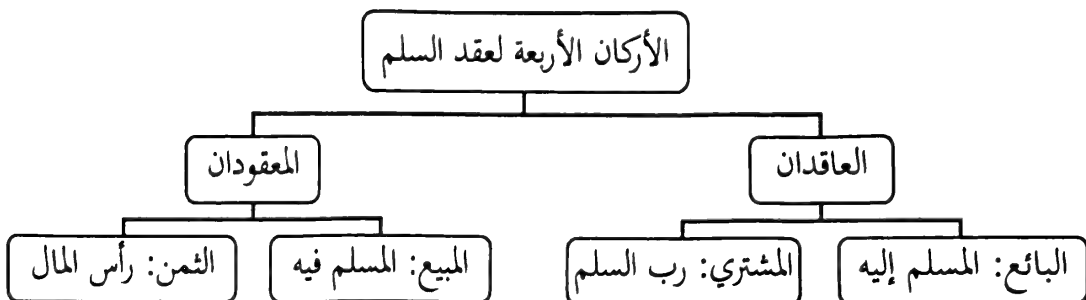 الأركان الأربعة لعقد السلم
العاقدان
المعقودان
البائع: المسلم إليه
المشتري: رب السلم
المبيع: المسلم فيه
الثمن: رأس المال